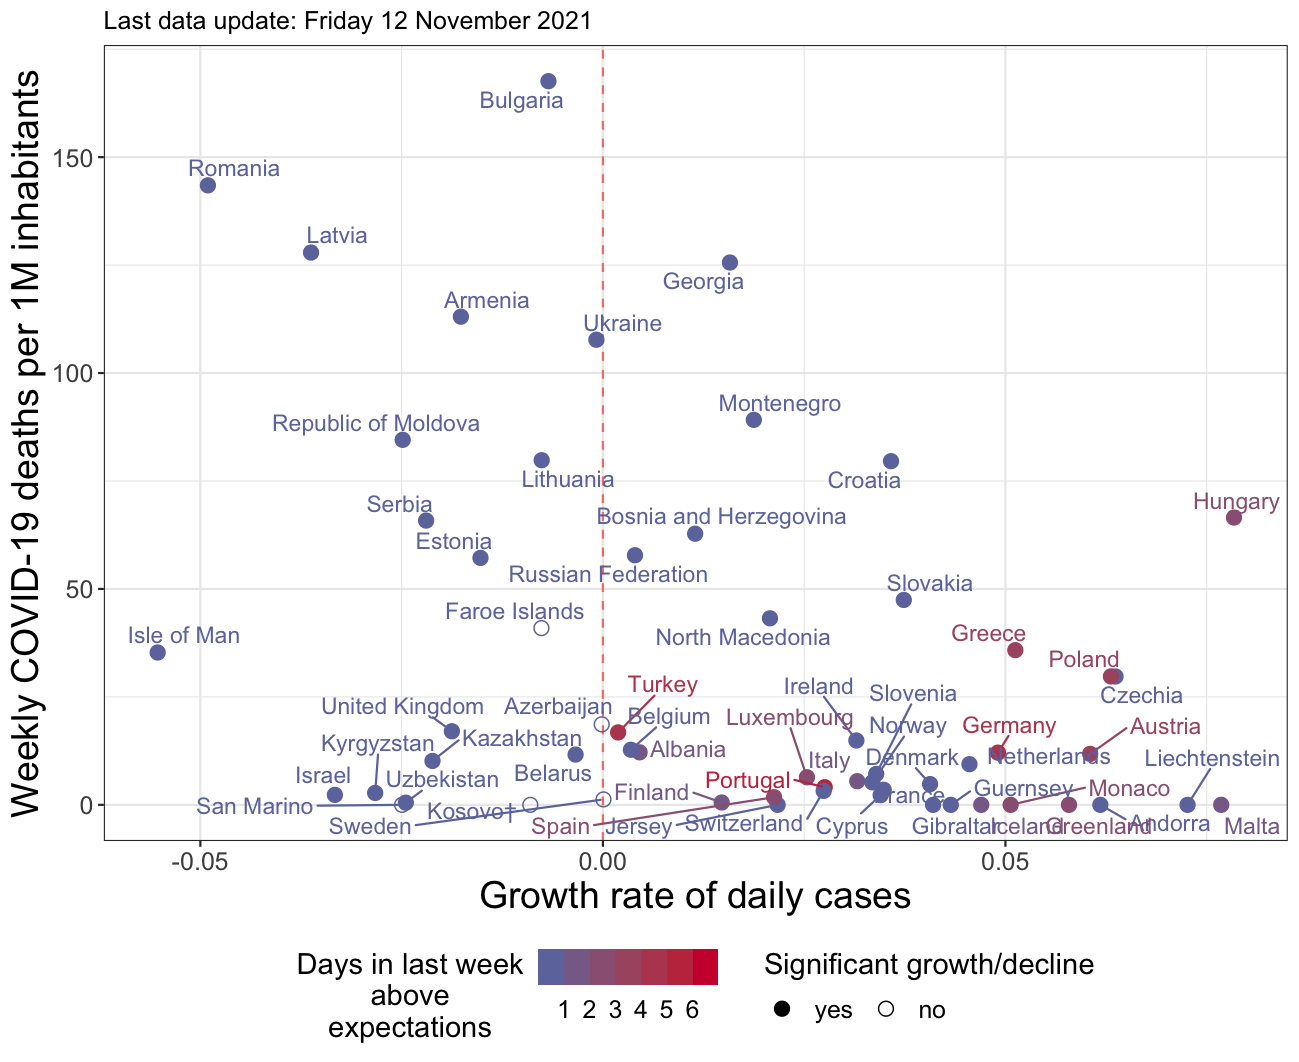 Last data update: Friday 12 November 2021
Weekly COVID-19 deaths per 1M inhabitants
150
100
50
0
Bulgaria
Romania
Latvia
Georgia
Armenia
Ukraine
Montenegro
Republic of Moldova
Lithuania
Croatia
Hungary
Serbia
Bosnia and Herzegovina
Estonia
Russian Federation
Slovakia
Faroe Islands
Isle of Man
North Macedonia
Greece
Poland
Turkey
Ireland
Slovenia
Czechia
United Kingdom
Azerbaijan
Belgium
Luxembourg
Norway
Germany
Austria
Kyrgyzstan
Kazakhstan
Albania
Italy
Denmark
Netherlands
Liechtenstein
Israel
Uzbekistan
Belarus
Portugal
Finland
France
Guernsey
Monaco
San Marino
Kosovo†
Sweden
Spain
Jersey
Switzerland
Cyprus
Gibraltar
Iceland
Greenland
Andorra
Malta
-0.05
0.00
0.05
Growth rate of daily cases
Days in last week
above
expectations
1 2 3 4 5 6
Significant growth/decline
yes
no